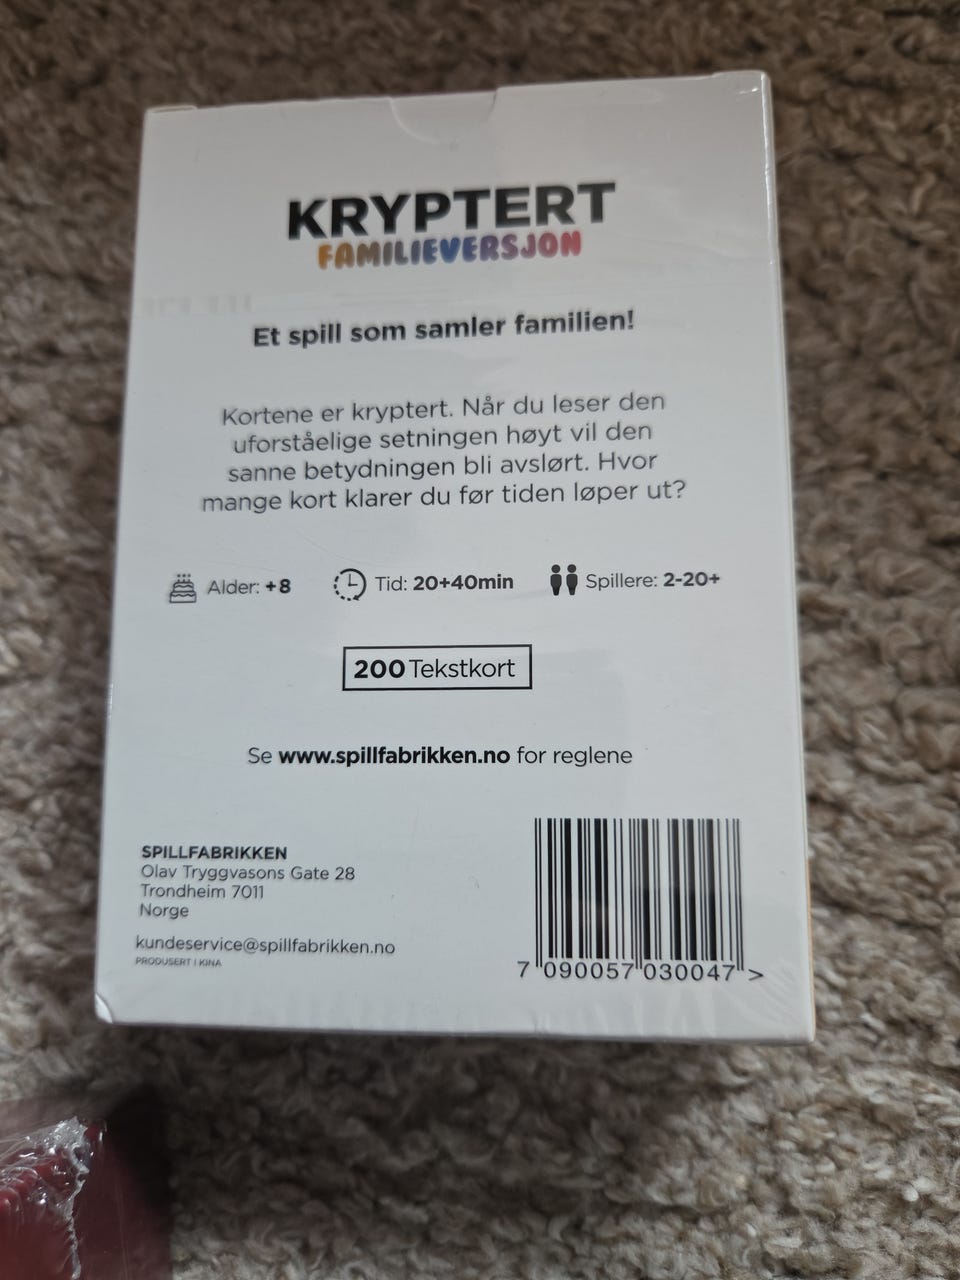 KRYPTERT
FAMILIEVERSJON
Et spill som samler familien!
Kortene er kryptert. Når du leser den
uforståelige setningen høyt vil den
sanne betydningen bli avslørt. Hvor
mange kort klarer du før tiden løper ut?
Alder: +8 Tid: 20+40min Spillere: 2-20+
200 Tekstkort
Se www.spillfabrikken.no for reglene
SPILLFABRIKKEN
Olav Tryggvasons Gate 28
Trondheim 7011
Norge
kundeservice@spillfabrikken.no
PRODUSERT I KINA
7 090057 030047 >